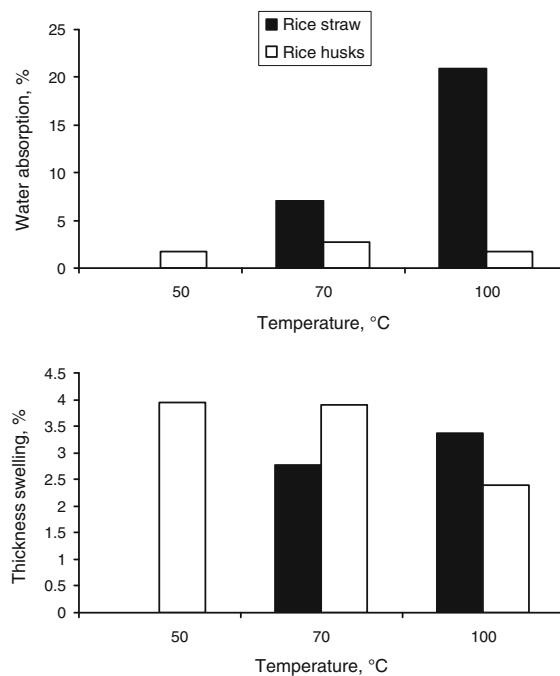 Rice straw
Rice husks
25
20
15
10
5
0
Water absorption, %
50 70 100
Temperature, °C
4.5
4
3.5
3
2.5
2
1.5
1
0.5
0
Thickness swelling, %
50 70 100
Temperature, °C